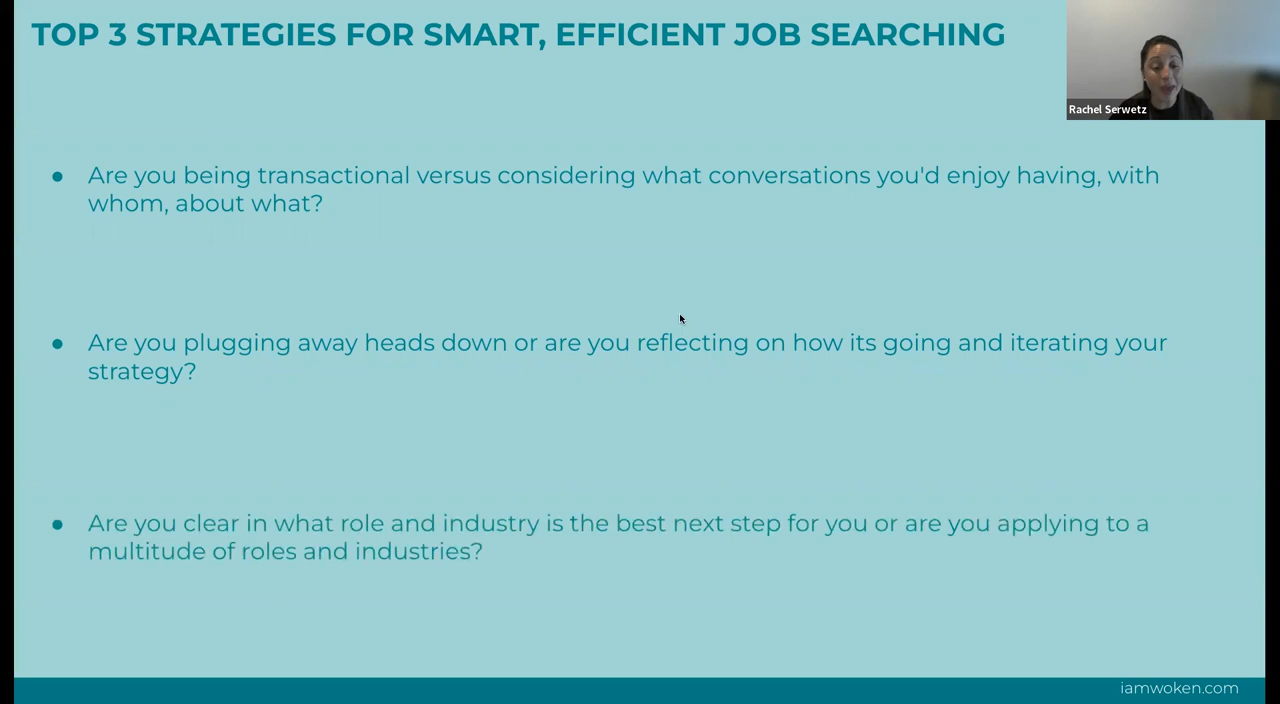 TOP 3 STRATEGIES FOR SMART, EFFICIENT JOB SEARCHING
Rachel Serwetz
● Are you being transactional versus considering what conversations you'd enjoy having, with
whom, about what?
● Are you plugging away heads down or are you reflecting on how its going and iterating your
strategy?
● Are you clear in what role and industry is the best next step for you or are you applying to a
multitude of roles and industries?
iamwoken.com